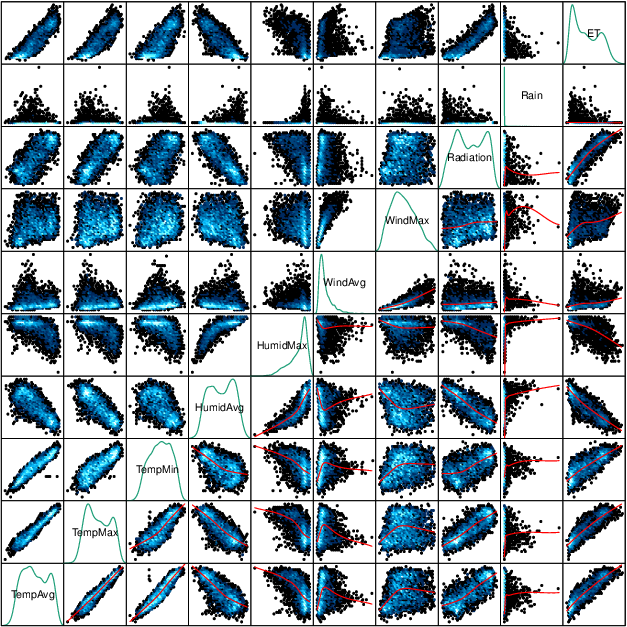 ET
Rain
Radiation
WindMax
WindAvg
HumidMax
HumidAvg
TempMin
TempMax
TempAvg